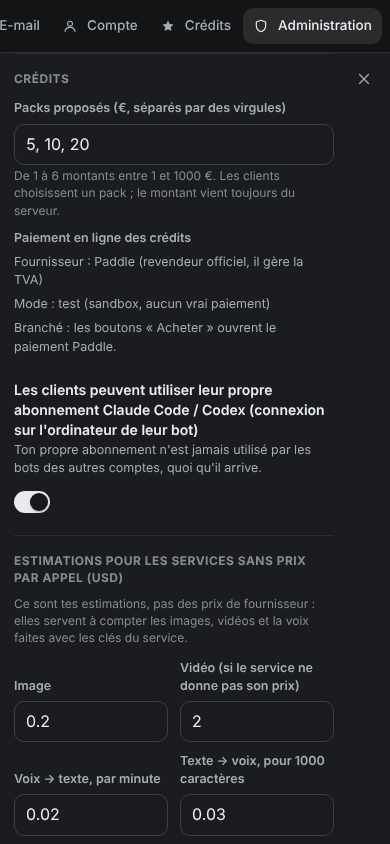 E-mail Compte Crédits Administration
CRÉDITS
Packs proposés (€, séparés par des virgules)
5, 10, 20
De 1 à 6 montants entre 1 et 1000 €. Les clients
choisissent un pack ; le montant vient toujours du
serveur.
Paiement en ligne des crédits
Fournisseur : Paddle (revendeur officiel, il gère la
TVA)
Mode : test (sandbox, aucun vrai paiement)
Branché : les boutons « Acheter » ouvrent le
paiement Paddle.
Les clients peuvent utiliser leur propre
abonnement Claude Code / Codex (connexion
sur l'ordinateur de leur bot)
Ton propre abonnement n'est jamais utilisé par les
bots des autres comptes, quoi qu'il arrive.
ESTIMATIONS POUR LES SERVICES SANS PRIX
PAR APPEL (USD)
Ce sont tes estimations, pas des prix de fournisseur :
elles servent à compter les images, vidéos et la voix
faites avec les clés du service.
Image
0.2
Vidéo (si le service ne
donne pas son prix)
2
Voix → texte, par minute
0.02
Texte → voix, pour 1000
caractères
0.03